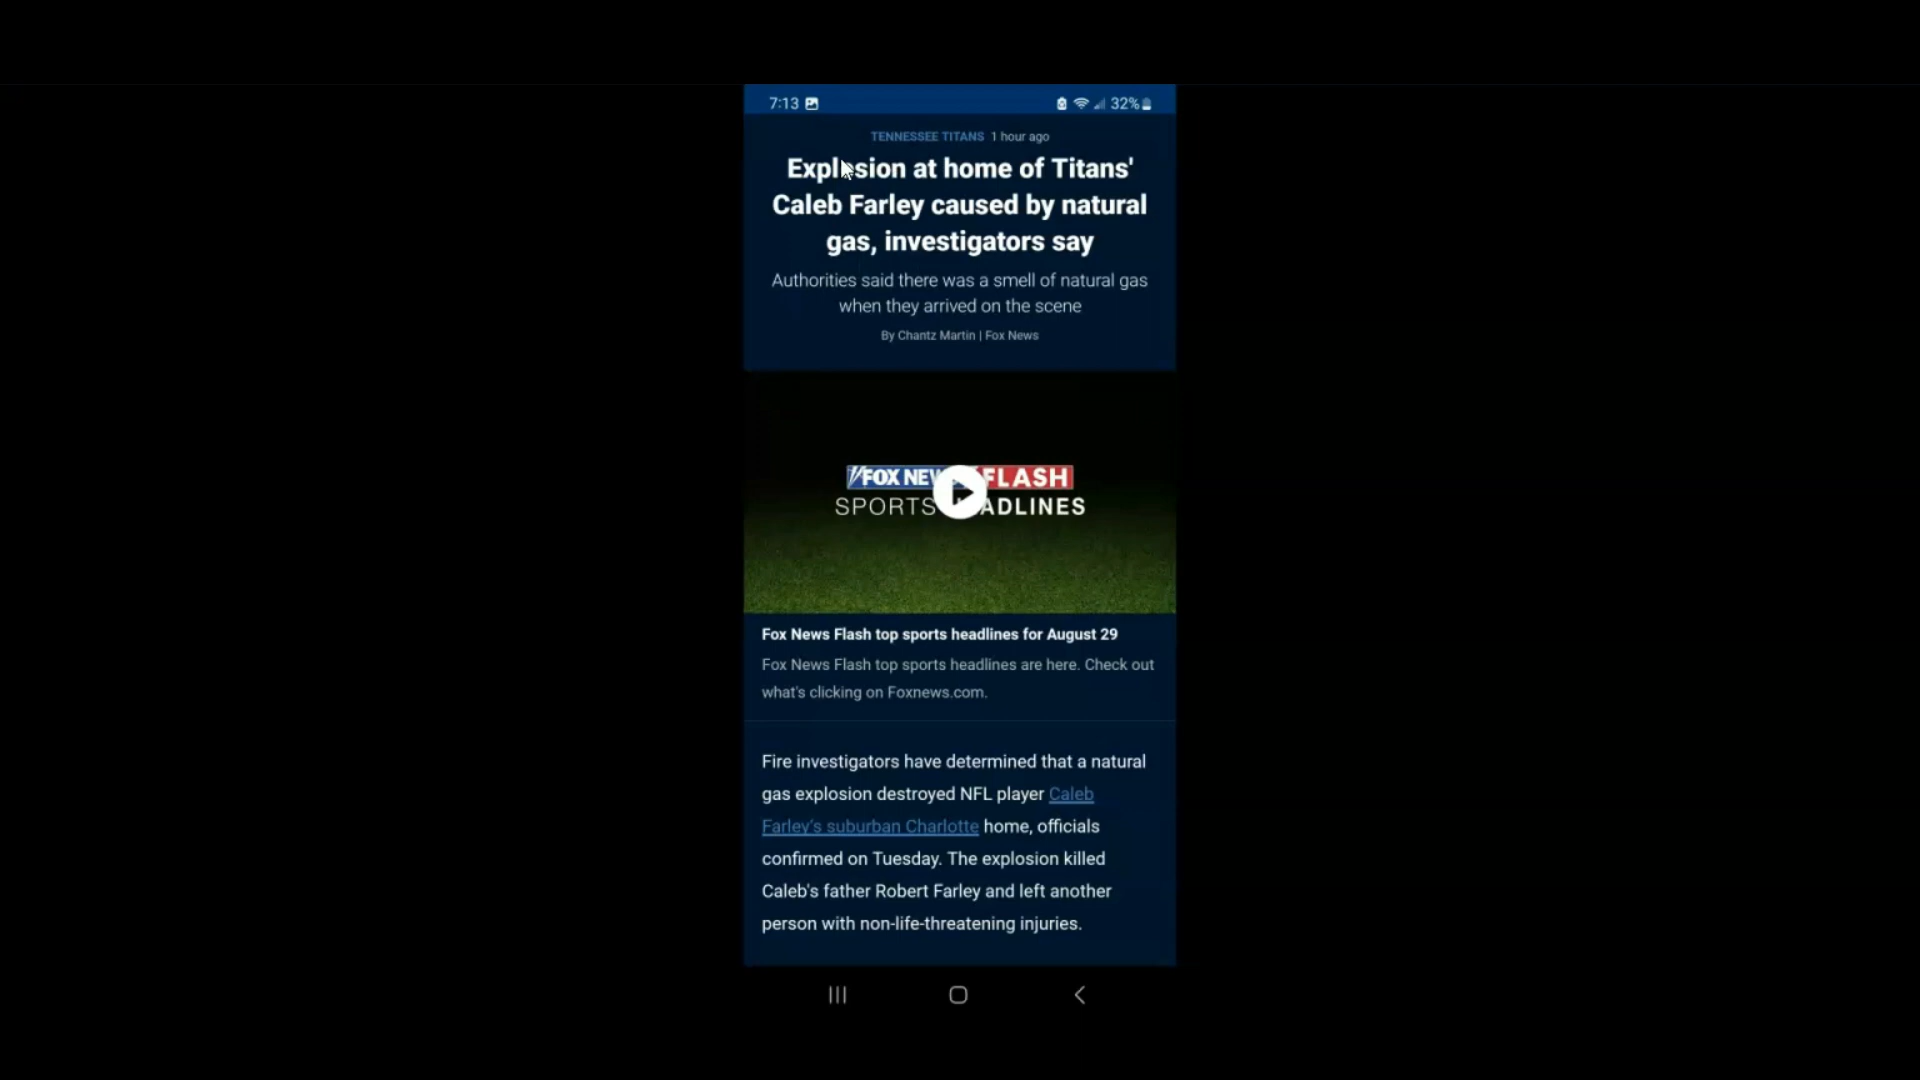 7:13 32%
TENNESSEE TITANS 1 hour ago
Explosion at home of Titans'
Caleb Farley caused by natural
gas, investigators say
Authorities said there was a smell of natural gas
when they arrived on the scene
By Chantz Martin | Fox News
FOX NEWS FLASH
SPORTS HEADLINES
Fox News Flash top sports headlines for August 29
Fox News Flash top sports headlines are here. Check out
what's clicking on Foxnews.com.
Fire investigators have determined that a natural
gas explosion destroyed NFL player Caleb
Farley's suburban Charlotte home, officials
confirmed on Tuesday. The explosion killed
Caleb's father Robert Farley and left another
person with non-life-threatening injuries.